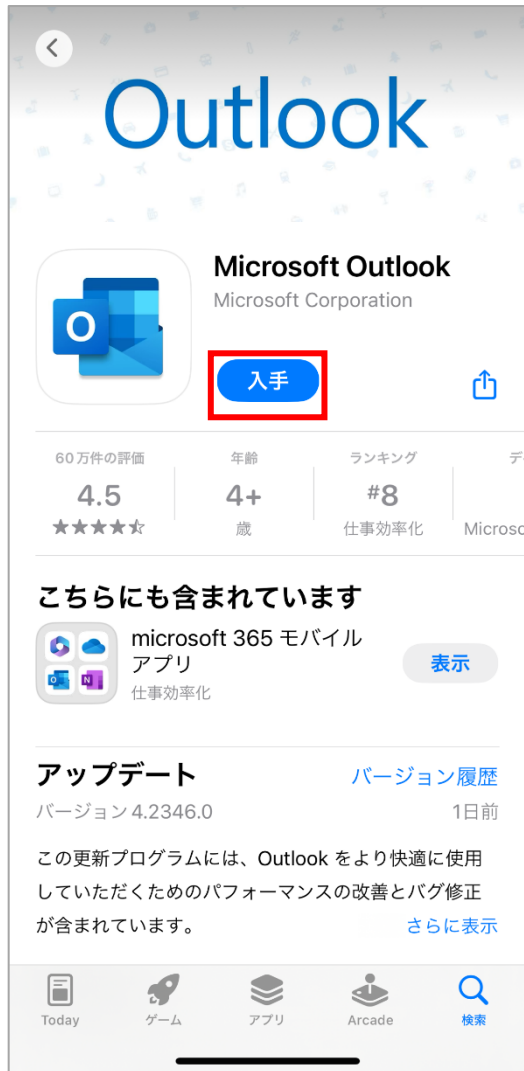 Outlook
Microsoft Outlook
Microsoft Corporation
入手
60万件の評価
4.5
年齢
4+
歳
ランキング
#8
仕事効率化
デ
Microso
こちらにも含まれています
microsoft 365 モバイル
アプリ
仕事効率化
表示
アップデート
バージョン履歴
バージョン 4.2346.0
1日前
この更新プログラムには、Outlook をより快適に使用
していただくためのパフォーマンスの改善とバグ修正
が含まれています。
さらに表示
Today
ゲーム
アプリ
Arcade
検索